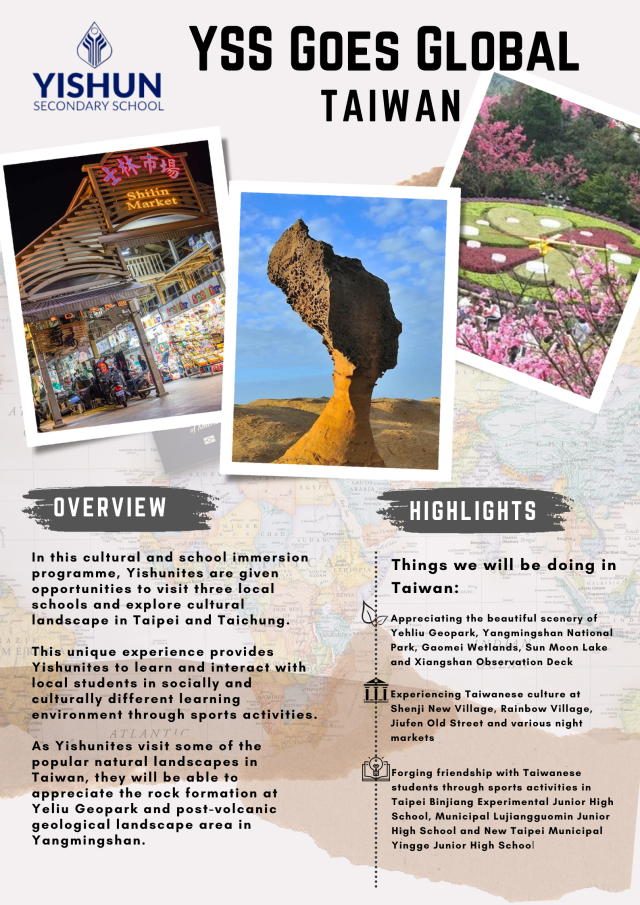 YISHUN
SECONDARY SCHOOL
YSS GOES GLOBAL
TAIWAN
士林市場
Shilin
Market
OVERVIEW
In this cultural and school immersion
programme, Yishunites are given
opportunities to visit three local
schools and explore cultural
landscape in Taipei and Taichung.
This unique experience provides
Yishunites to learn and interact with
local students in socially and
culturally different learning
environment through sports activities.
As Yishunites visit some of the
popular natural landscapes in
Taiwan, they will be able to
appreciate the rock formation at
Yeliu Geopark and post-volcanic
geological landscape area in
Yangmingshan.
HIGHLIGHTS
Things we will be doing in
Taiwan:
Appreciating the beautiful scenery of
Yehliu Geopark, Yangmingshan National
Park, Gaomei Wetlands, Sun Moon Lake
and Xiangshan Observation Deck
Experiencing Taiwanese culture at
Shenji New Village, Rainbow Village,
Jiufen Old Street and various night
markets
Forging friendship with Taiwanese
students through sports activities in
Taipei Binjiang Experimental Junior High
School, Municipal Lujiangguomin Junior
High School and New Taipei Municipal
Yingge Junior High School
ATLANTIC